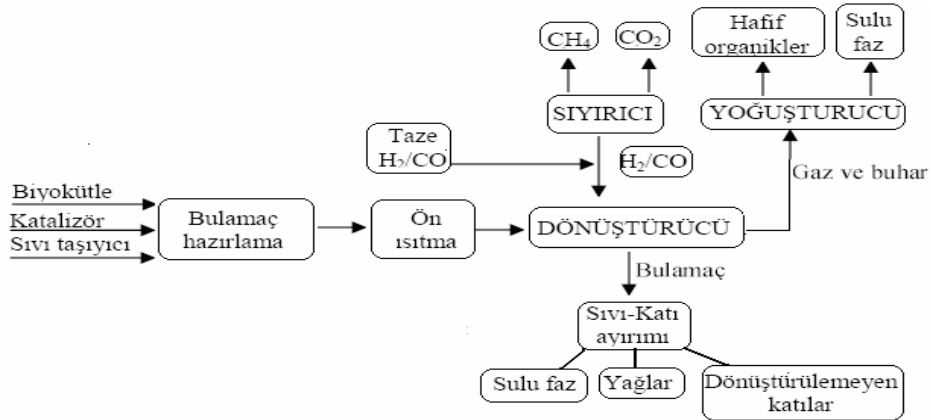 CH4
CO2
Hafif
organikler
Sulu
faz
SIYIRICI
YOĞUŞTURUCU
Taze
H2/CO
H2/CO
Gaz ve buhar
Biyokütle
Katalizör
Sıvı taşıyıcı
Bulamaç
hazırlama
Ön
ısıtma
DÖNÜŞTÜRÜCÜ
Bulamaç
Sıvı-Katı
ayırımı
Sulu faz
Yağlar
Dönüştürülemeyen
katılar